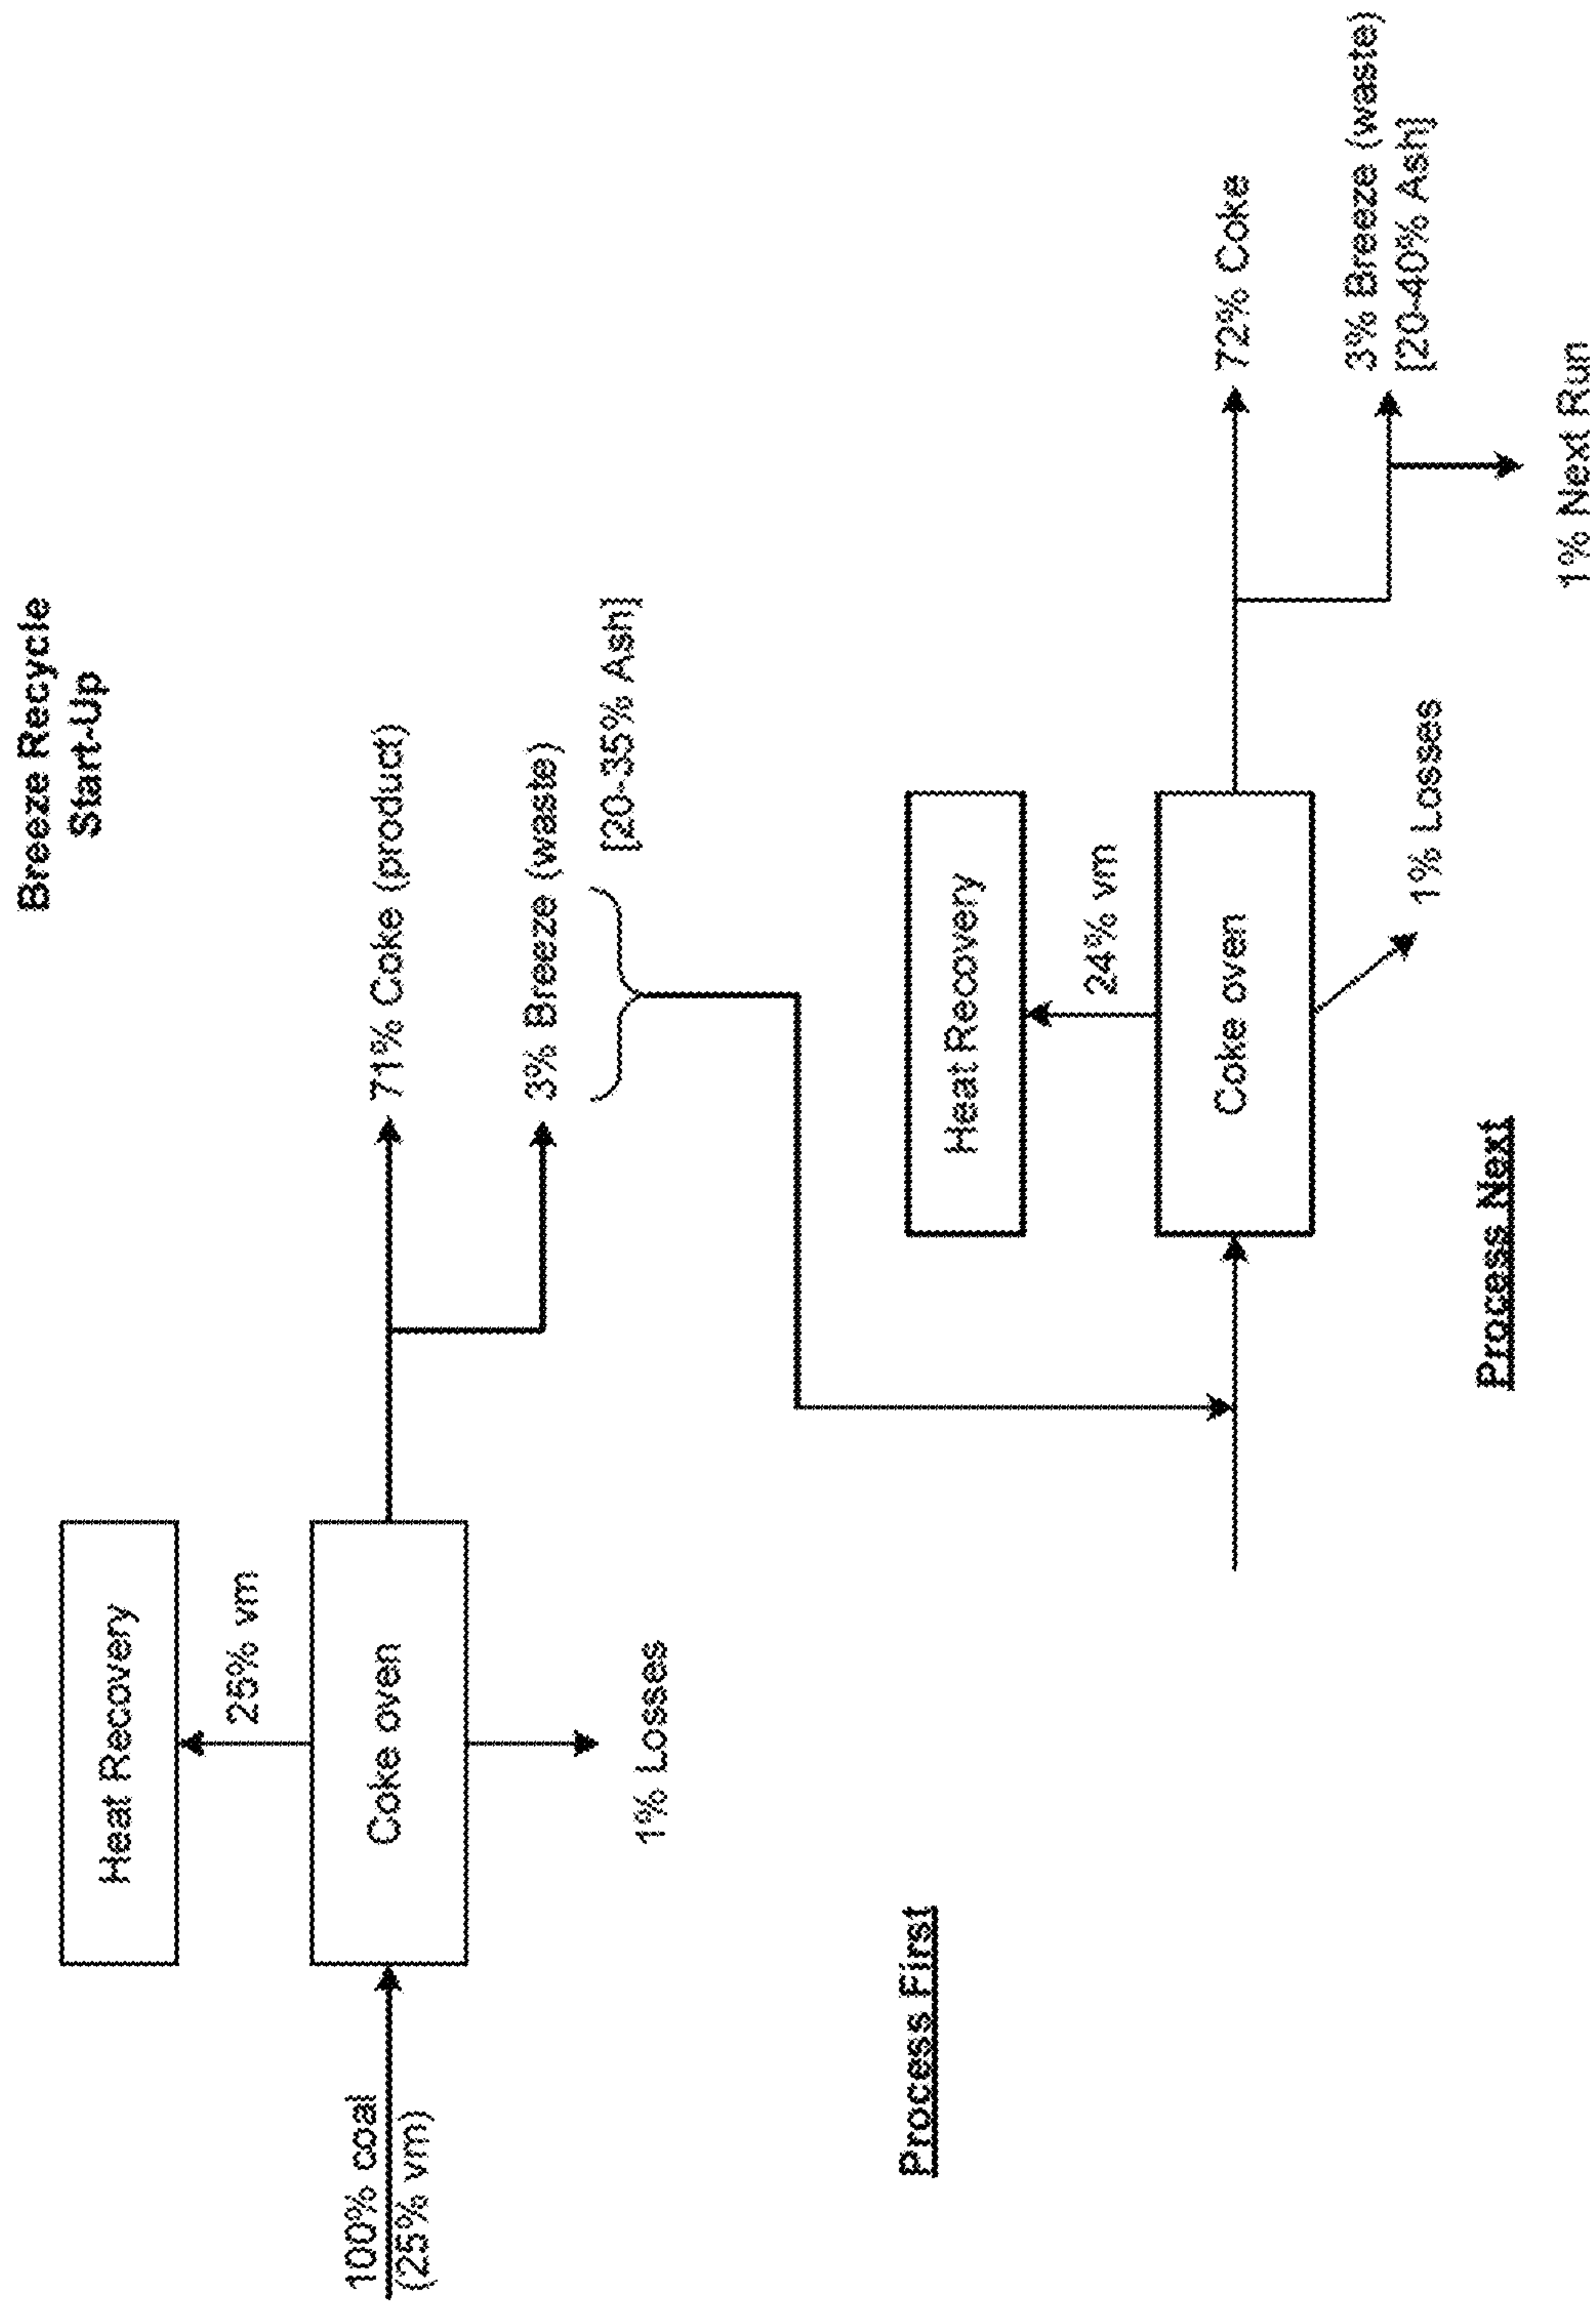 Breeze Recycle
Start-Up
Heat Recovery
25% vm
100% coal
(25% vm)
Coke oven
71% Coke (product)
3% Breeze (waste)
[20-35% Ash]
1% Losses
Process First
Heat Recovery
24% vm
Coke oven
72% Coke
3% Breeze (waste)
[20-40% Ash]
1% Losses
1% Next Run
Process Next